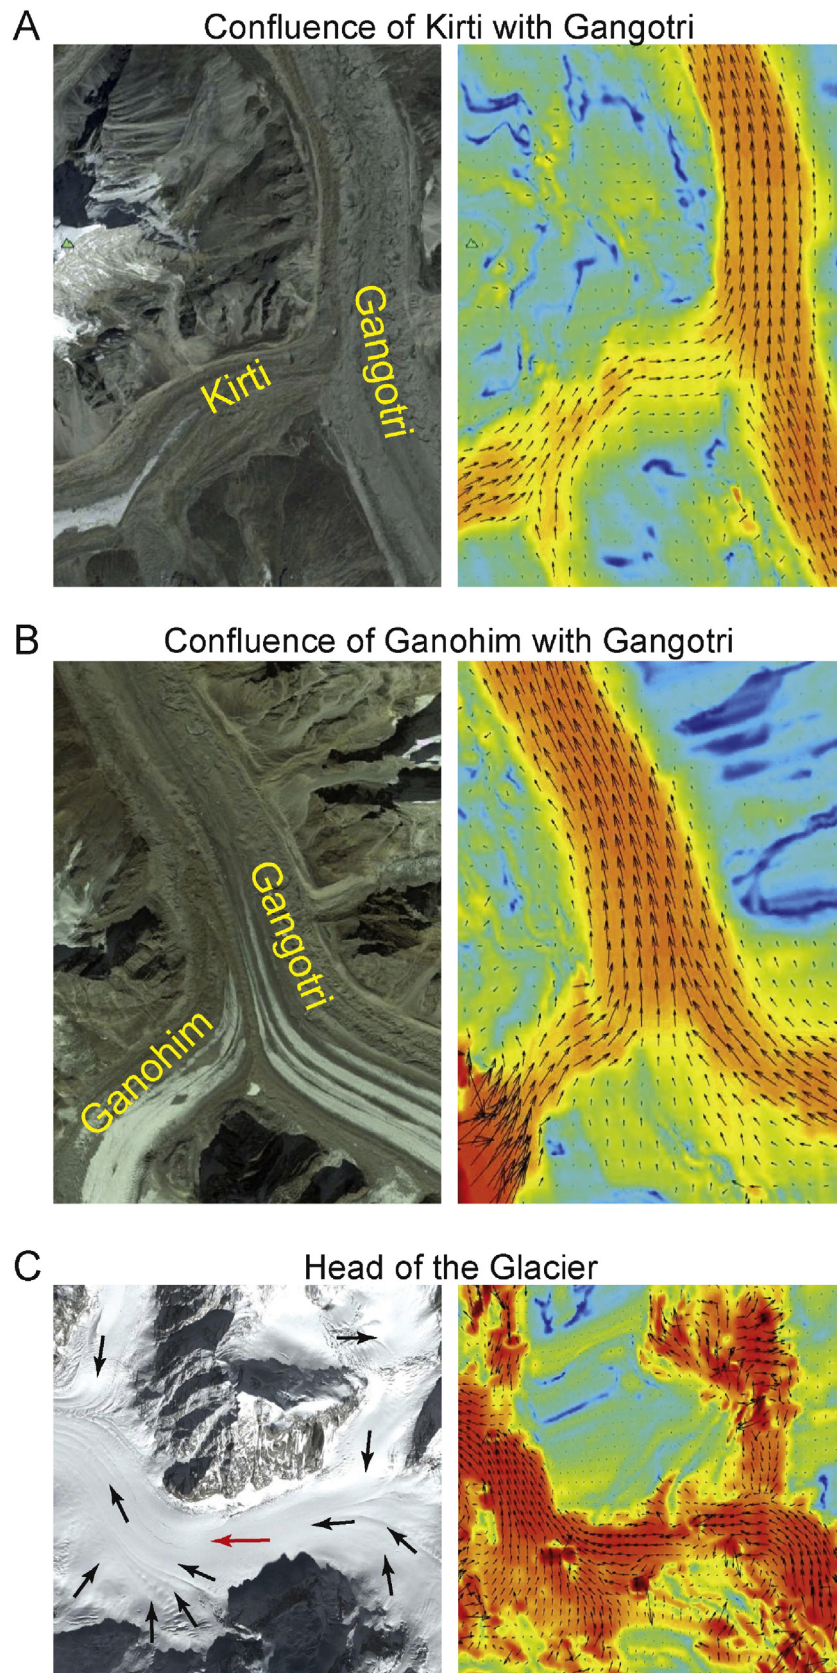 A
Confluence of Kirti with Gangotri
Kirti
Gangotri
B
Confluence of Ganohim with Gangotri
Ganohim
Gangotri
C
Head of the Glacier